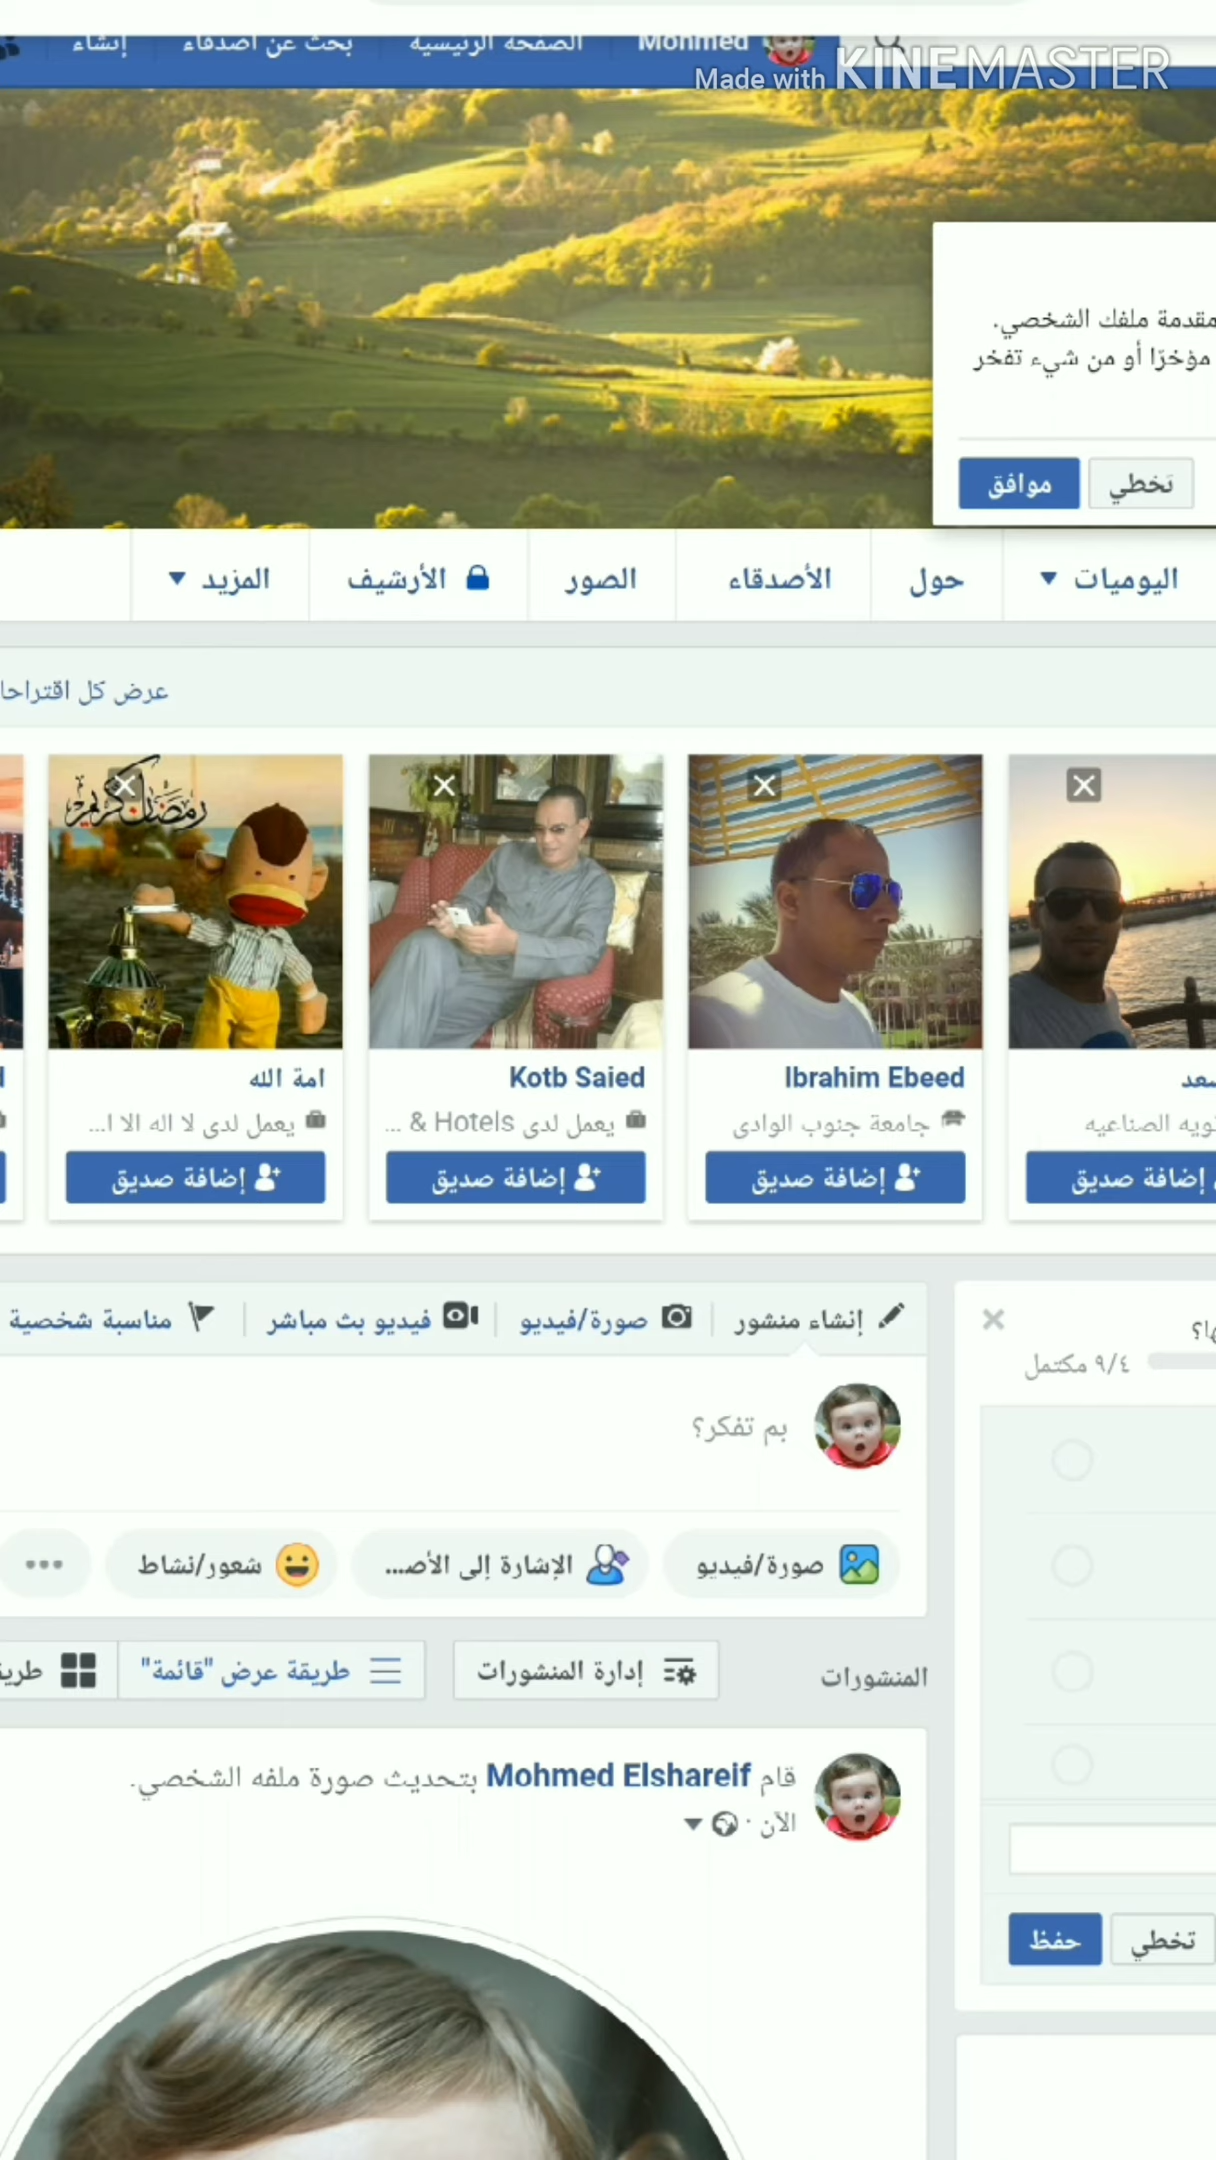 Mohmed
الصفحة الرئيسية
بحث عن أصدقاء
إنشاء
Made with KINEMASTER
مقدمة ملفك الشخصي.
مؤخرًا أو من شيء تفخر
تخطي
موافق
اليوميات
حول
الأصدقاء
الصور
الأرشيف
المزيد
عرض كل
رمضان كريم
Ibrahim Ebeed
جامعة جنوب الوادى
إضافة صديق
Kotb Saied
يعمل لدى Hotels & ...
إضافة صديق
امة الله
يعمل لدى لا اله الا ا...
إضافة صديق
الصناعيه
إضافة صديق
إنشاء منشور
صورة/فيديو
فيديو بث مباشر
مناسبة شخصية
٩/٤ مكتمل
بم تفكر؟
صورة/فيديو
الإشارة إلى الأصـ...
شعور/نشاط
المنشورات
إدارة المنشورات
طريقة عرض "قائمة"
قام Mohmed Elshareif بتحديث صورة ملفه الشخصي.
الآن ·
تخطي
حفظ